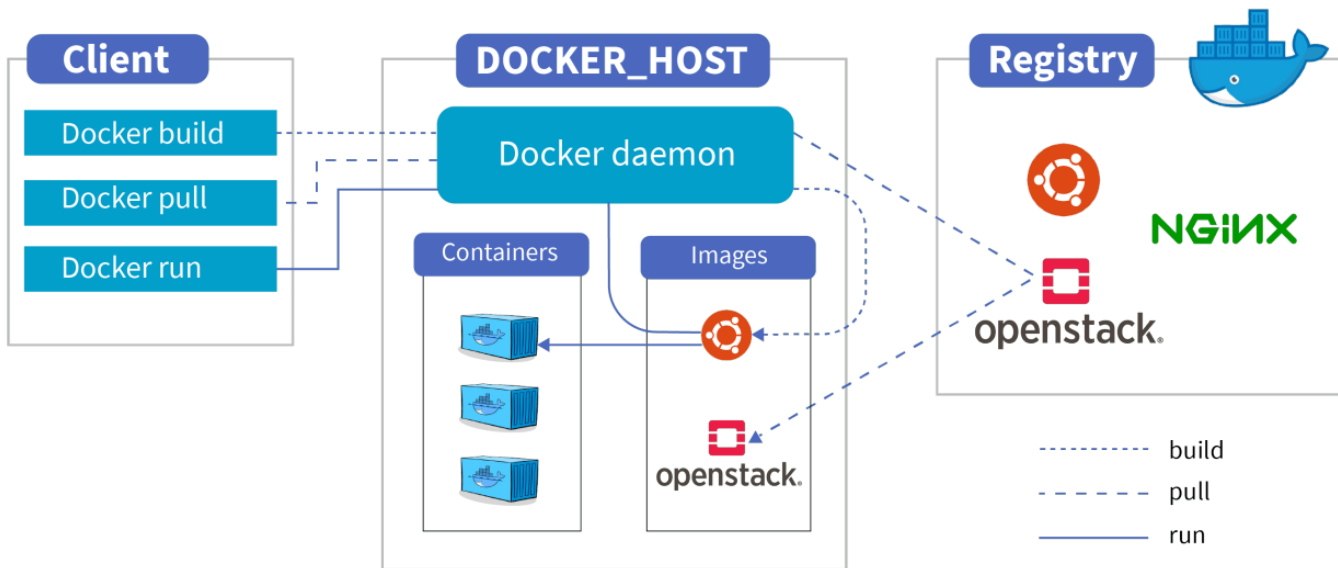 Client
Docker build
Docker pull
Docker run
DOCKER_HOST
Docker daemon
Containers
Images
openstack.
Registry
NGINX
openstack.
build
pull
run